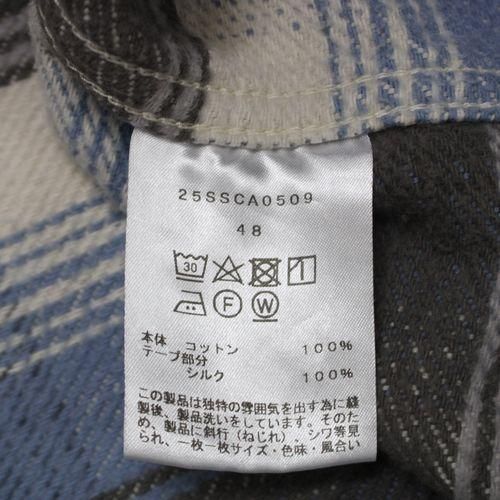 25SSCA0509
48
30
F W
本体 コットン 100%
テープ部分
シルク 100%
この製品は独特の雰囲気を出す為に縫
製後、製品洗いをしています。そのた
め、製品に斜行(ねじれ)、シワ等見
られ、一枚一枚サイズ・色味・風合い